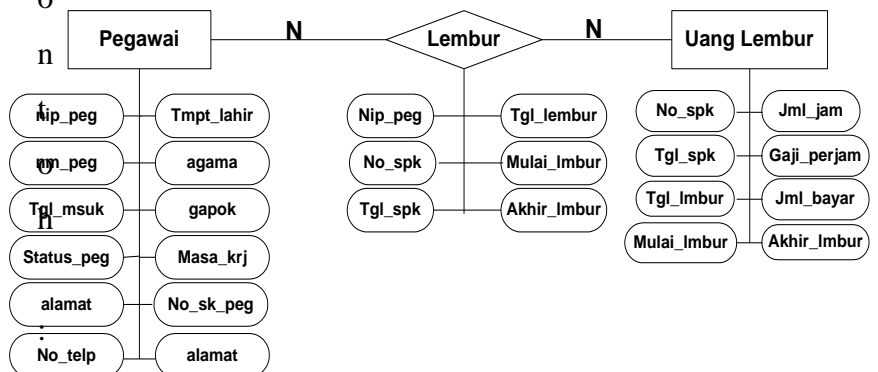 Contoh :
Pegawai N Lembur N Uang Lembur
nip_peg Tmpt_lahir
nm_peg agama
Tgl_msuk gapok
Status_peg Masa_krj
alamat No_sk_peg
No_telp alamat
Nip_peg Tgl_lembur
No_spk Mulai_lmbur
Tgl_spk Akhir_lmbur
No_spk Jml_jam
Tgl_spk Gaji_perjam
Tgl_lmbur Jml_bayar
Mulai_lmbur Akhir_lmbur